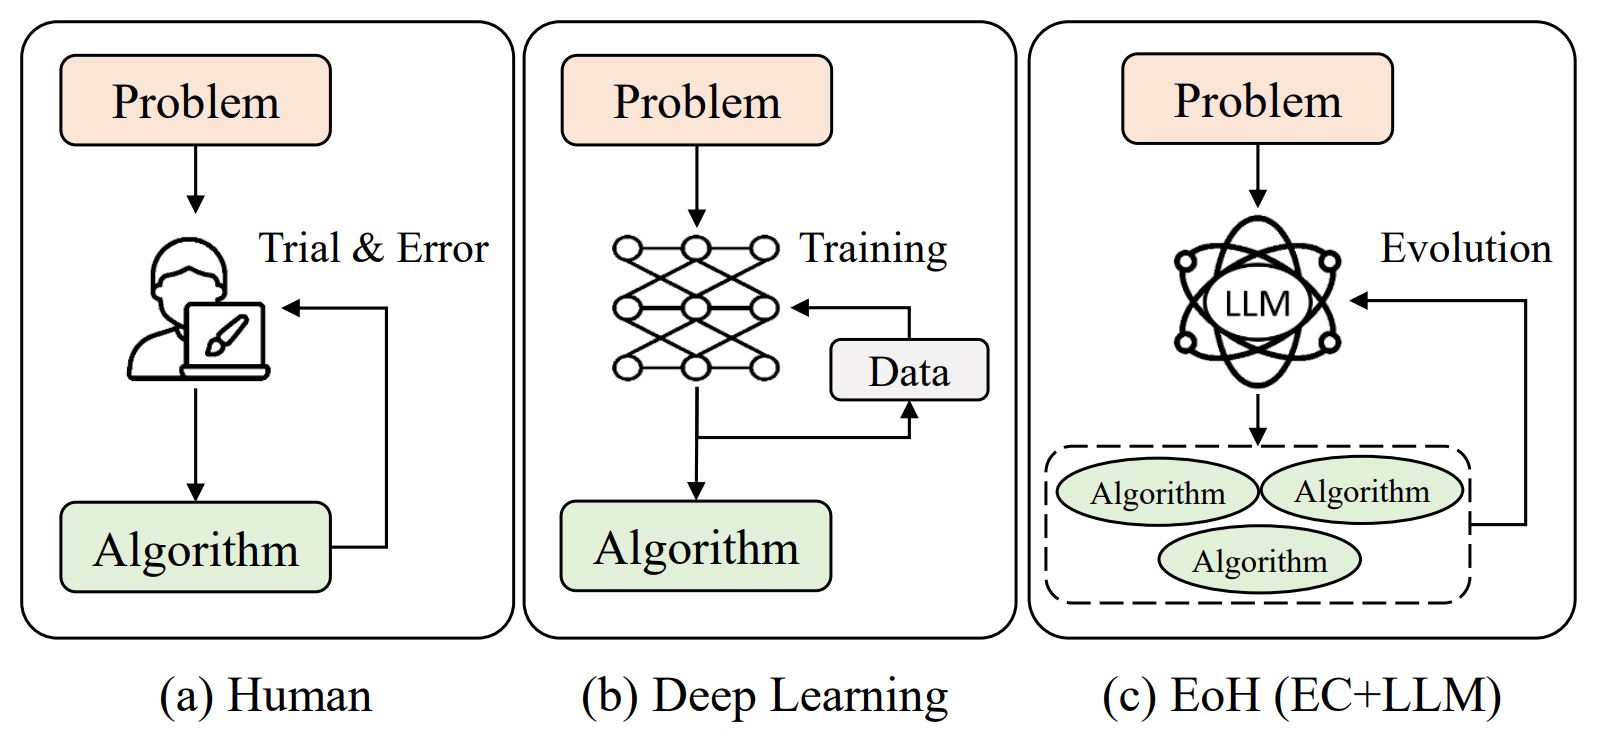 Problem
Trial & Error
Algorithm
(a) Human
Problem
Training
Data
Algorithm
(b) Deep Learning
Problem
Evolution
LLM
Algorithm
Algorithm
Algorithm
(c) EoH (EC+LLM)